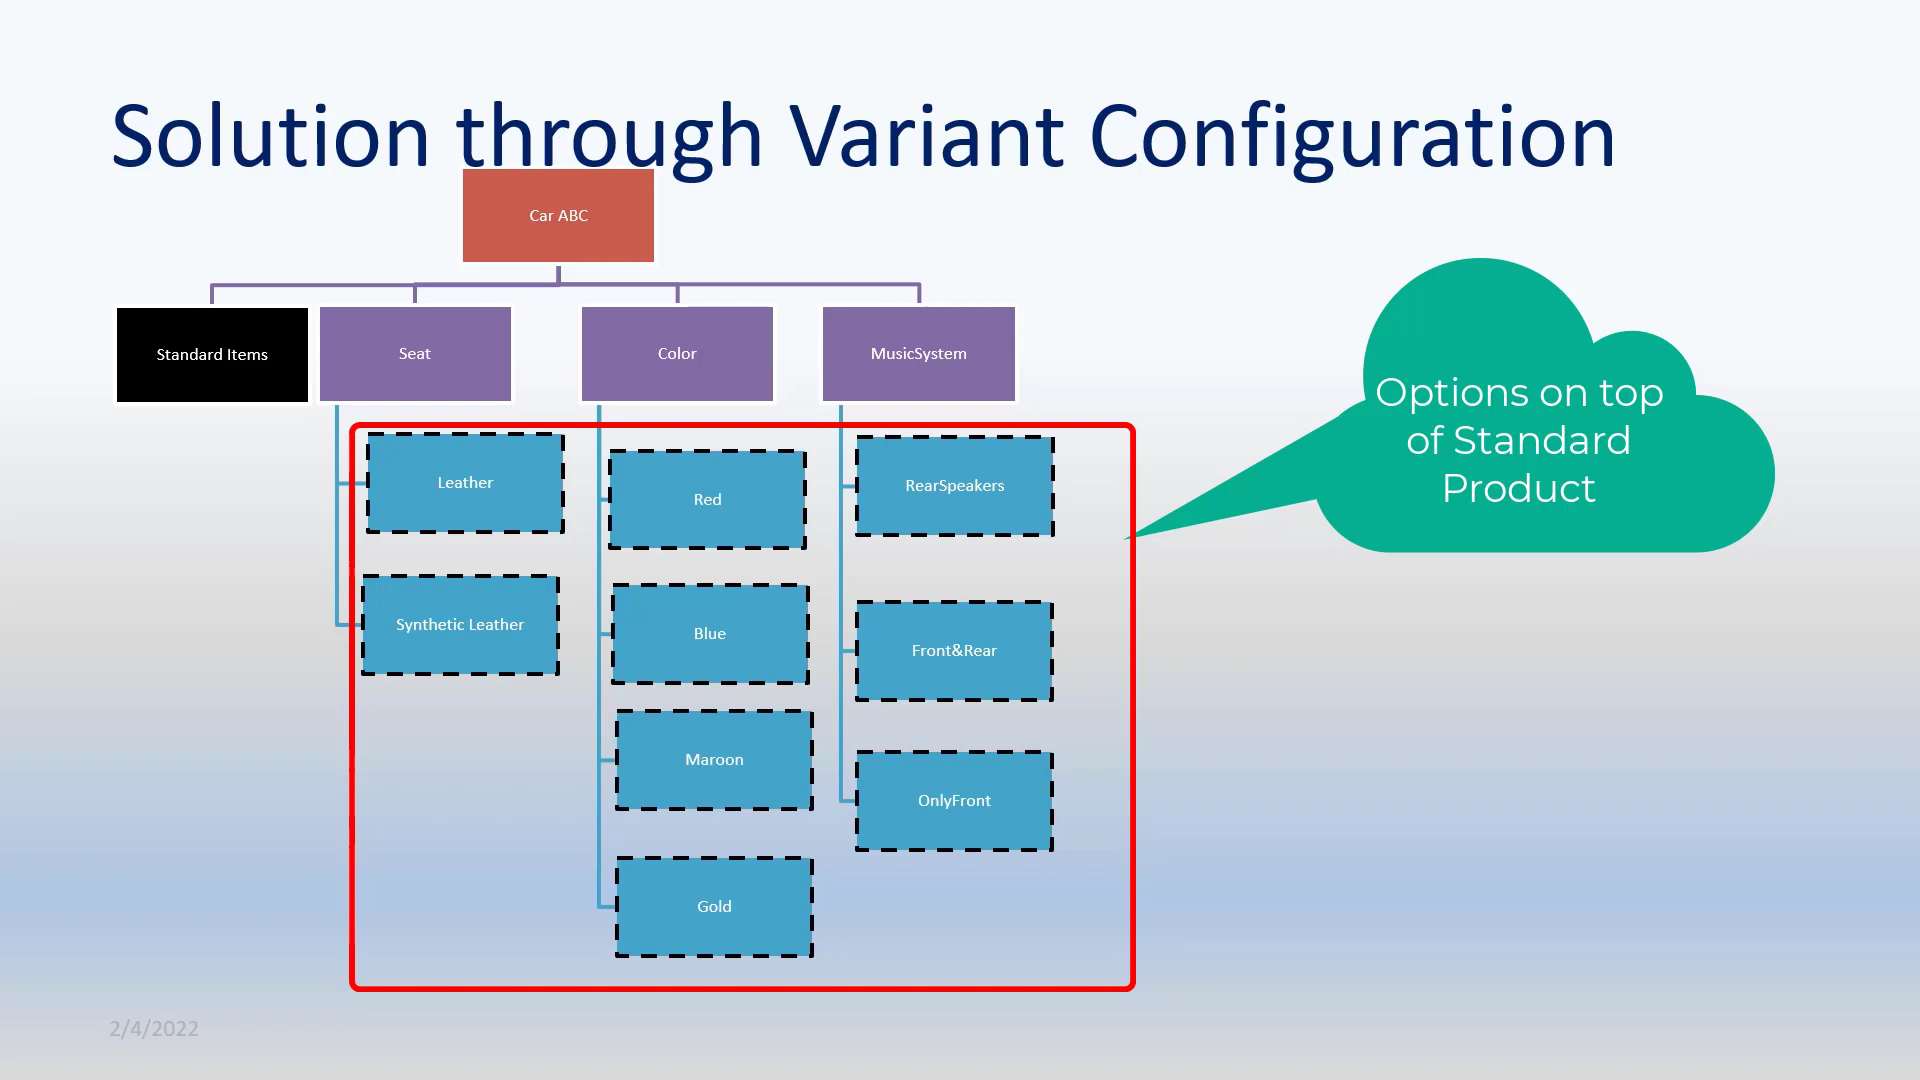 Solution through Variant Configuration
Car ABC
Standard Items
Seat
Color
MusicSystem
Leather
Synthetic Leather
Red
Blue
Maroon
Gold
RearSpeakers
Front&Rear
OnlyFront
Options on top
of Standard
Product
2/4/2022